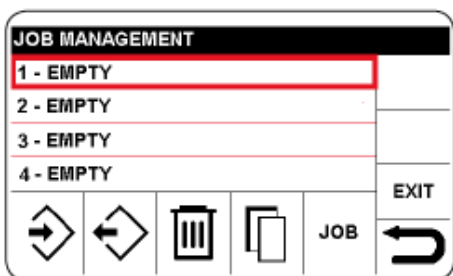 JOB MANAGEMENT
1 - EMPTY
2 - EMPTY
3 - EMPTY
4 - EMPTY
EXIT
JOB